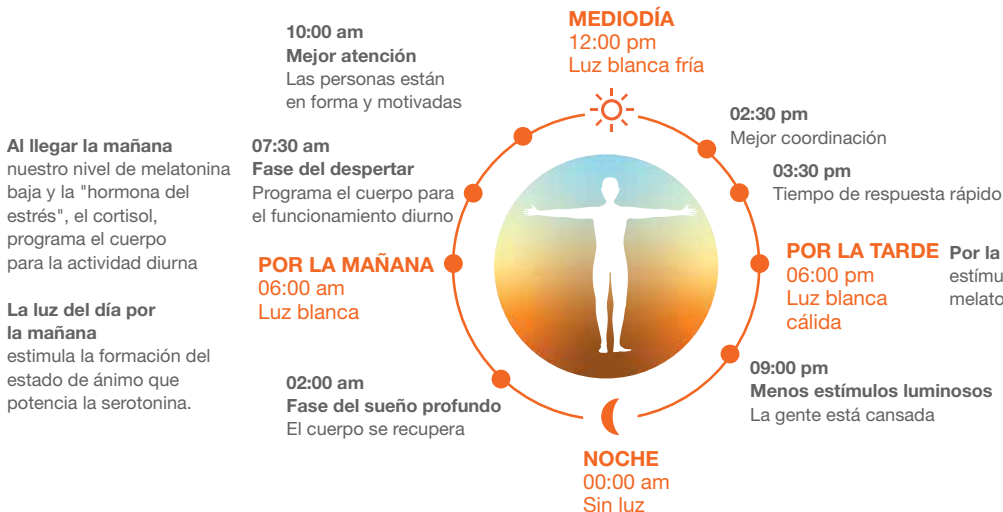 MEDIODÍA
12:00 pm
Luz blanca fría
10:00 am
Mejor atención
Las personas están
en forma y motivadas
02:30 pm
Mejor coordinación
Al llegar la mañana
nuestro nivel de melatonina
baja y la "hormona del
estrés", el cortisol,
programa el cuerpo
para la actividad diurna
07:30 am
Fase del despertar
Programa el cuerpo para
el funcionamiento diurno
03:30 pm
Tiempo de respuesta rápido
POR LA MAÑANA
06:00 am
Luz blanca
POR LA TARDE
06:00 pm
Luz blanca
cálida
Por la
La luz del día por
la mañana
estimula la formación del
estado de ánimo que
potencia la serotonina.
02:00 am
Fase del sueño profundo
El cuerpo se recupera
09:00 pm
Menos estímulos luminosos
La gente está cansada
NOCHE
00:00 am
Sin luz